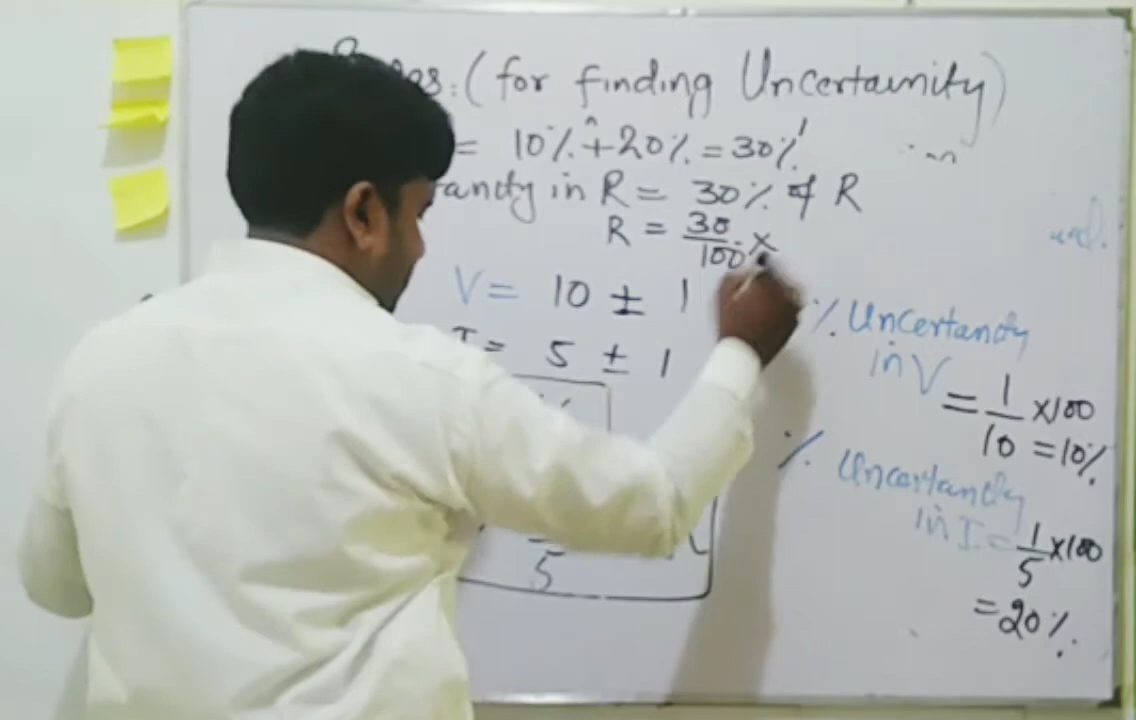 (for finding Uncertainity)
= 10% + 20% = 30%
in R = 30% of R
R = 30/100 ×
V = 10 ± 1
I = 5 ± 1
5
% Uncertanity
in V
= 1/10 ×100
= 10%
% Uncertanity
in I = 1/5 ×100
= 20%